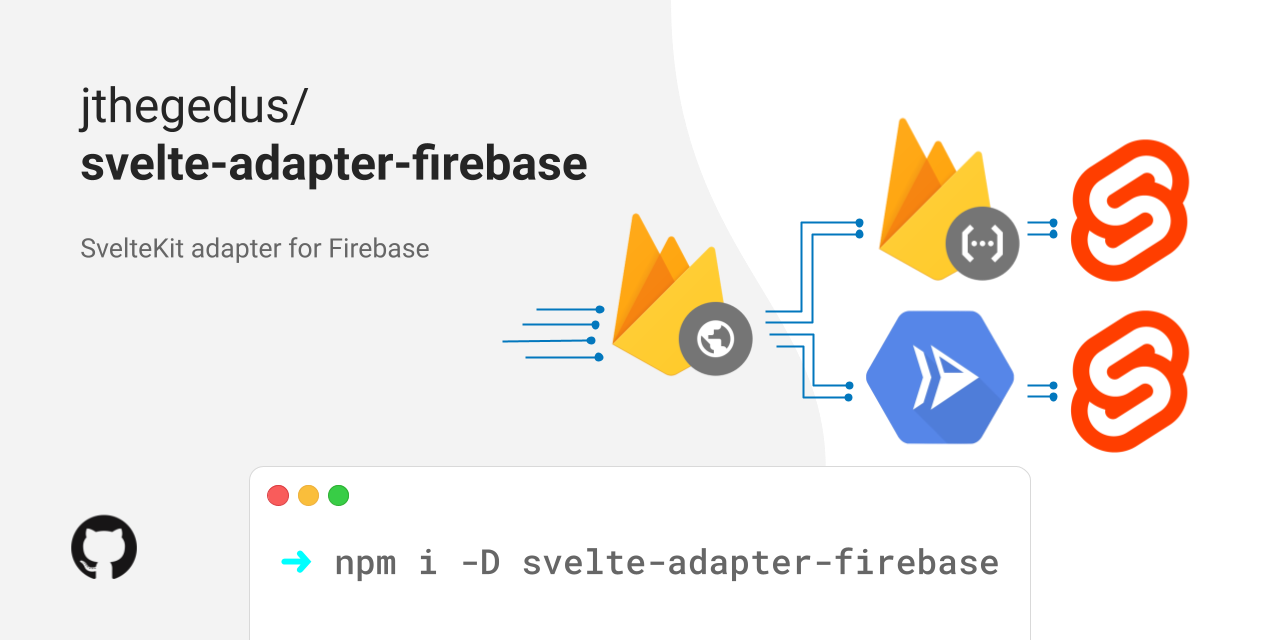 jthegedus/
svelte-adapter-firebase
SvelteKit adapter for Firebase
➜ npm i -D svelte-adapter-firebase